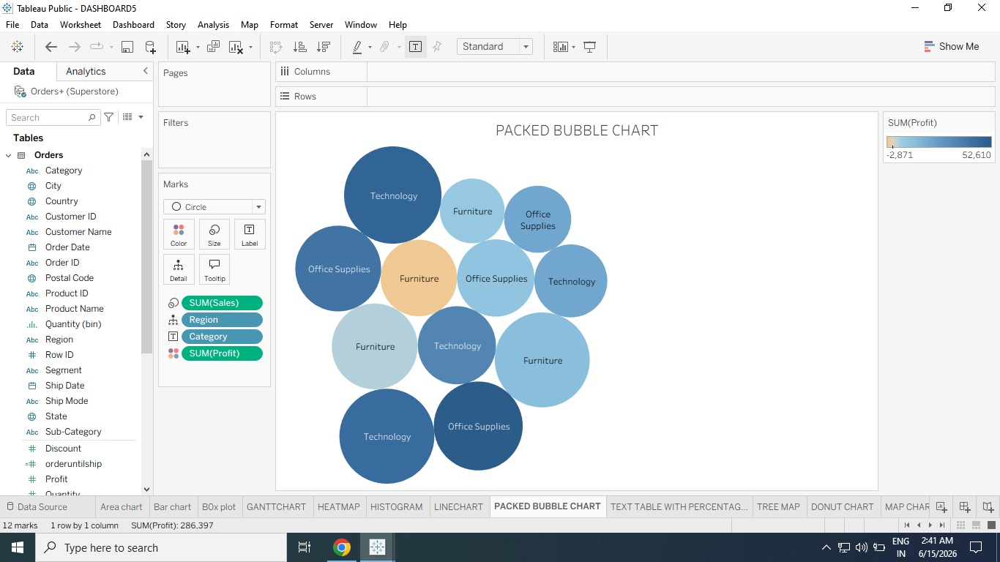 Tableau Public - DASHBOARD5
File Data Worksheet Dashboard Story Analysis Map Format Server Window Help
Standard
Show Me
Data Analytics
Orders+ (Superstore)
Search
Tables
Orders
Abc Category
City
Country
Abc Customer ID
Abc Customer Name
Order Date
Abc Order ID
Postal Code
Abc Product ID
Abc Product Name
Quantity (bin)
Abc Region
# Row ID
Abc Segment
Ship Date
Abc Ship Mode
State
Abc Sub-Category
# Discount
=# orderuntilship
# Profit
Quantity
Pages
Filters
Marks
Circle
Color Size Label
Detail Tooltip
SUM(Sales)
Region
Category
SUM(Profit)
Columns
Rows
PACKED BUBBLE CHART
Technology
Furniture
Office
Supplies
Office Supplies
Furniture
Office Supplies
Technology
Furniture
Technology
Furniture
Technology
Office Supplies
SUM(Profit)
-2,871 52,610
Data Source Area chart Bar chart B0x plot GANTTCHART HEATMAP HISTOGRAM LINECHART PACKED BUBBLE CHART TEXT TABLE WITH PERCENTAG... TREE MAP DONUT CHART MAP CHAR
12 marks 1 row by 1 column SUM(Profit): 286,397
Type here to search
ENG
IN
2:41 AM
6/15/2026